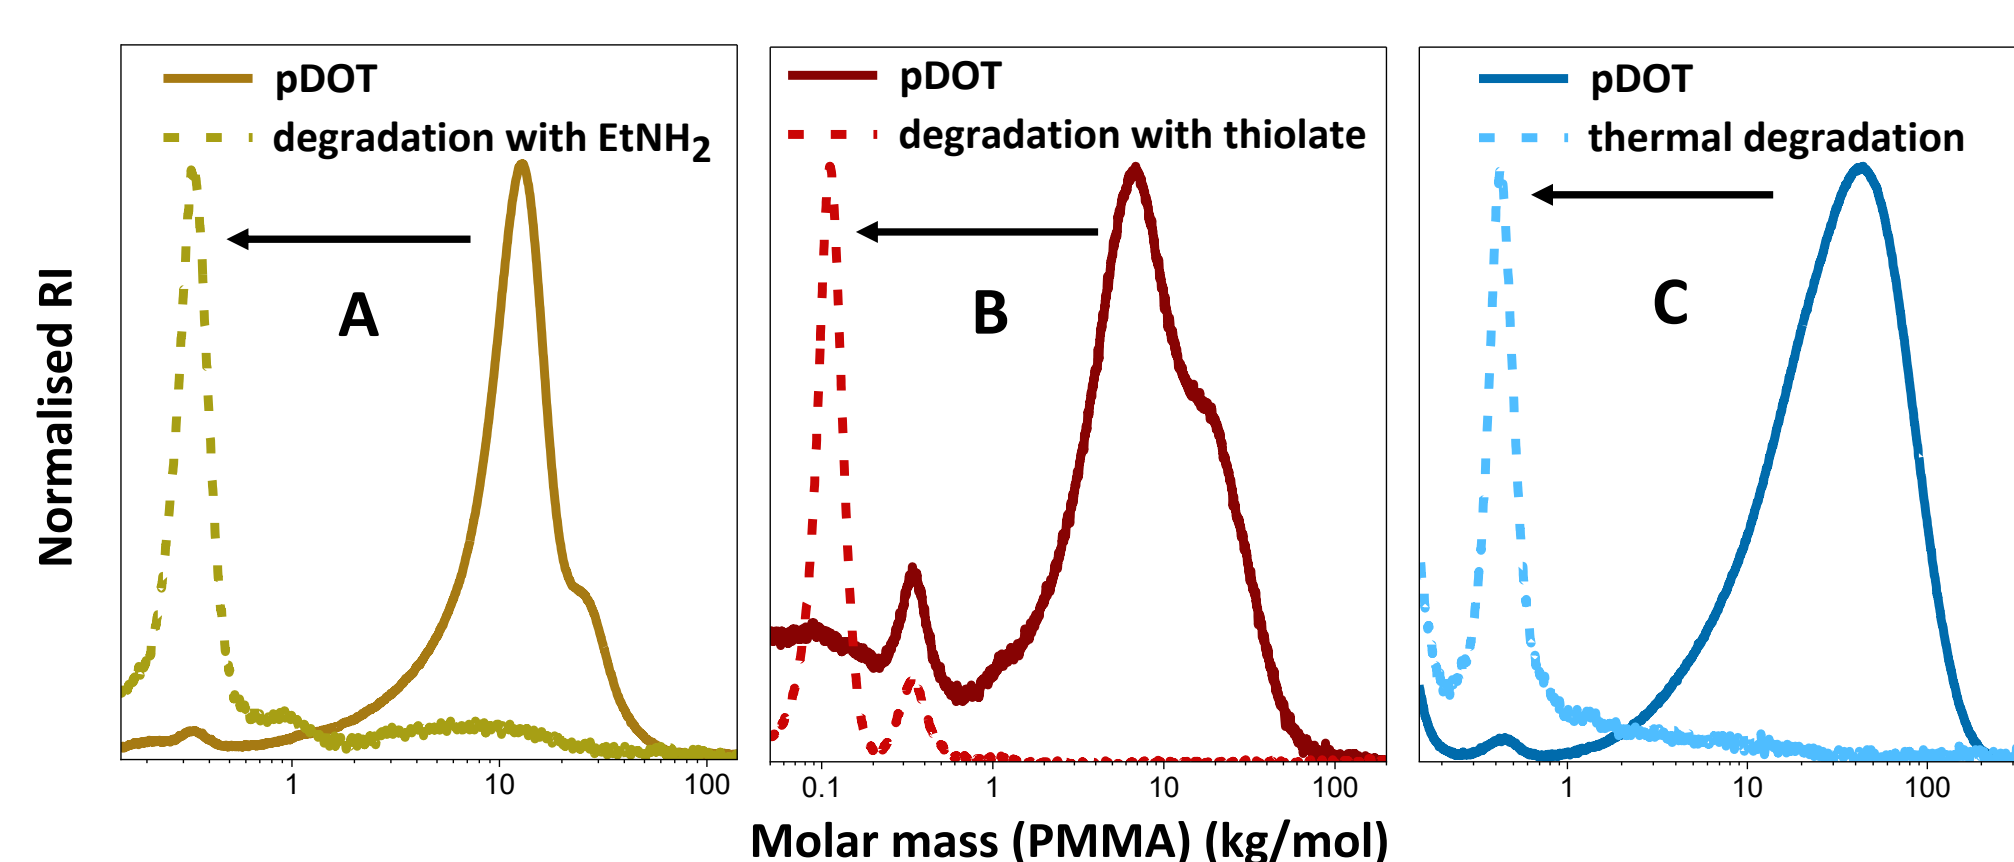 Normalised RI
pDOT
degradation with EtNH₂
A
1 10 100
pDOT
degradation with thiolate
B
0.1 1 10 100
pDOT
thermal degradation
C
1 10 100
Molar mass (PMMA) (kg/mol)